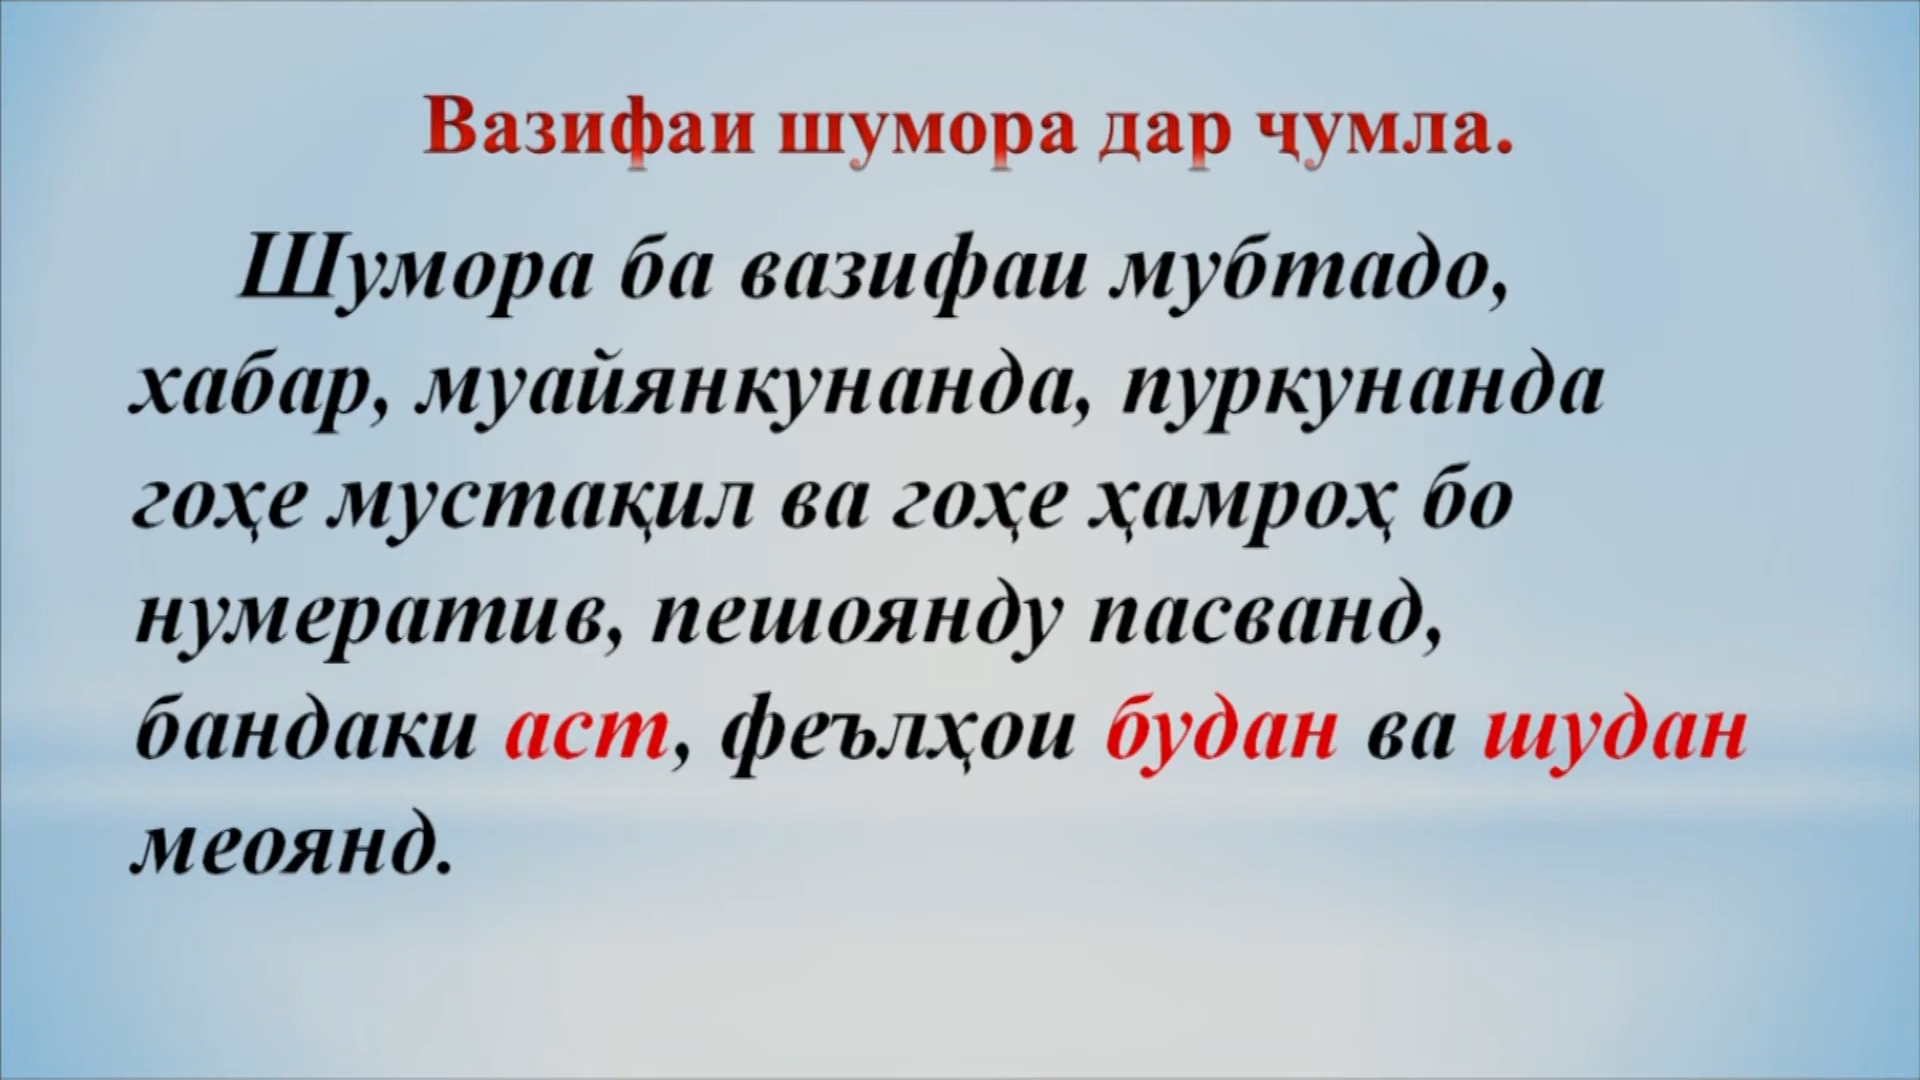 Вазифаи шумора дар ҷумла.
Шумора ба вазифаи мубтадо,
хабар, муайянкунанда, пуркунанда
гоҳе мустақил ва гоҳе ҳамроҳ бо
нумератив, пешоянду пасванд,
бандаки аст, феълҳои будан ва шудан
меоянд.